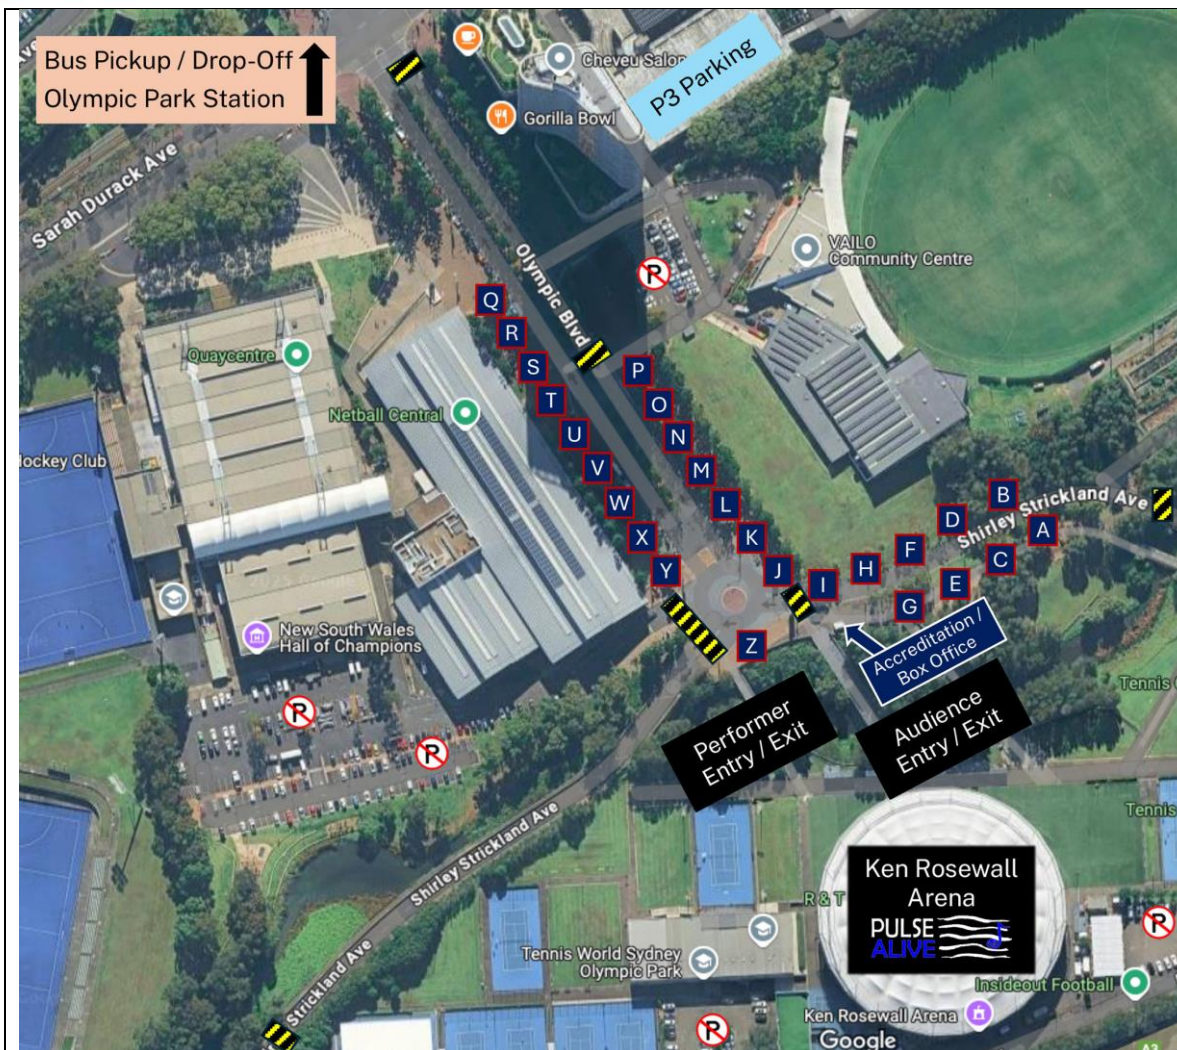 Bus Pickup / Drop-Off
Olympic Park Station
Cheveu Salon
P3 Parking
Gorilla Bowl
Sarah Durack Ave
Olympic Blvd
VAILO
Community Centre
P
Quaycentre
Netball Central
Hockey Club
Q
R
S
T
U
V
W
X
Y
Z
P
O
N
M
L
K
J
I
H
G
F
E
D
C
B
A
Shirley Strickland Ave
New South Wales
Hall of Champions
P
P
Accreditation /
Box Office
Performer
Entry / Exit
Audience
Entry / Exit
Tennis
Tennis
Shirley Strickland Ave
Strickland Ave
Ken Rosewall
Arena
PULSE
ALIVE
R & T
Tennis World Sydney
Olympic Park
P
Insideout Football
Ken Rosewall Arena
P
Google
A3